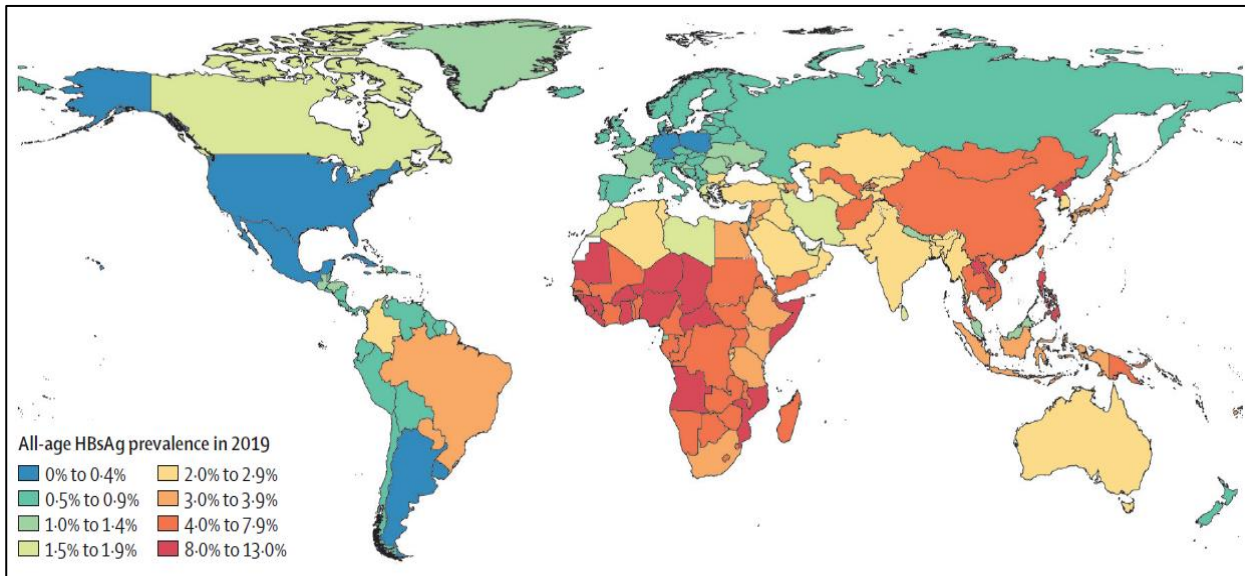 All-age HBsAg prevalence in 2019
0% to 0·4%
0·5% to 0·9%
1·0% to 1·4%
1·5% to 1·9%
2·0% to 2·9%
3·0% to 3·9%
4·0% to 7·9%
8·0% to 13·0%